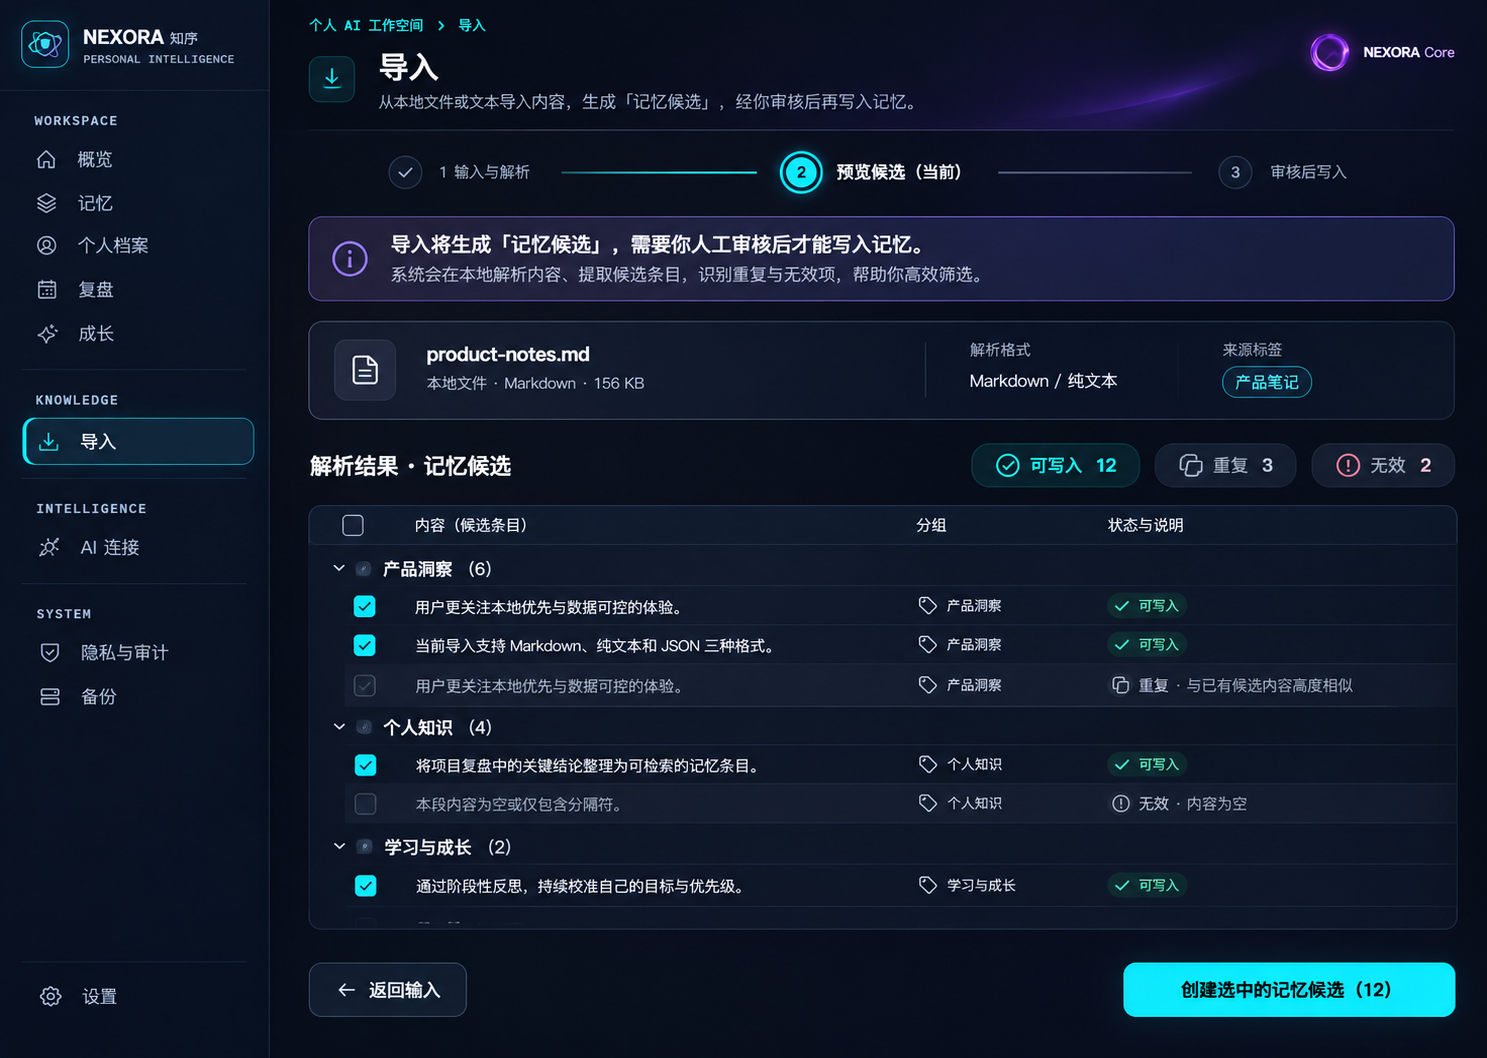 NEXORA 知序
PERSONAL INTELLIGENCE
WORKSPACE
概览
记忆
个人档案
复盘
成长
KNOWLEDGE
导入
INTELLIGENCE
AI 连接
SYSTEM
隐私与审计
备份
设置
个人 AI 工作空间 > 导入
导入
从本地文件或文本导入内容，生成「记忆候选」，经你审核后再写入记忆。
NEXORA Core
1 输入与解析
2 预览候选（当前）
3 审核后写入
导入将生成「记忆候选」，需要你人工审核后才能写入记忆。
系统会在本地解析内容、提取候选条目，识别重复与无效项，帮助你高效筛选。
product-notes.md
本地文件 · Markdown · 156 KB
解析格式
Markdown / 纯文本
来源标签
产品笔记
解析结果 · 记忆候选
可写入 12
重复 3
无效 2
内容（候选条目） 分组 状态与说明
产品洞察 （6）
用户更关注本地优先与数据可控的体验。 产品洞察 可写入
当前导入支持 Markdown、纯文本和 JSON 三种格式。 产品洞察 可写入
用户更关注本地优先与数据可控的体验。 产品洞察 重复 · 与已有候选内容高度相似
个人知识 （4）
将项目复盘中的关键结论整理为可检索的记忆条目。 个人知识 可写入
本段内容为空或仅包含分隔符。 个人知识 无效 · 内容为空
学习与成长 （2）
通过阶段性反思，持续校准自己的目标与优先级。 学习与成长 可写入
← 返回输入
创建选中的记忆候选（12）